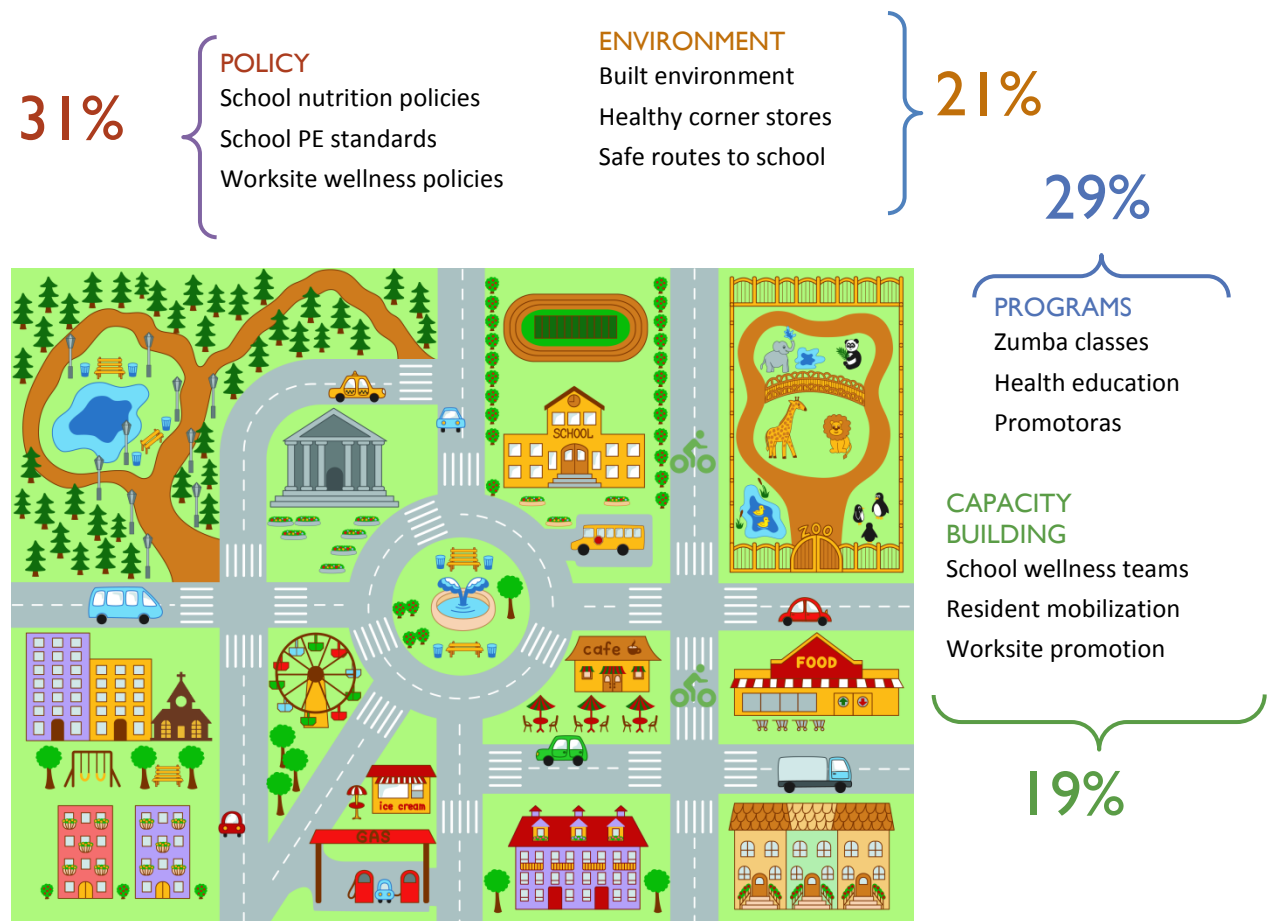 31%
POLICY
School nutrition policies
School PE standards
Worksite wellness policies
ENVIRONMENT
Built environment
Healthy corner stores
Safe routes to school
21%
29%
PROGRAMS
Zumba classes
Health education
Promotoras
CAPACITY
BUILDING
School wellness teams
Resident mobilization
Worksite promotion
19%
SCHOOL
ZOO
cafe
FOOD
ice cream
GAS